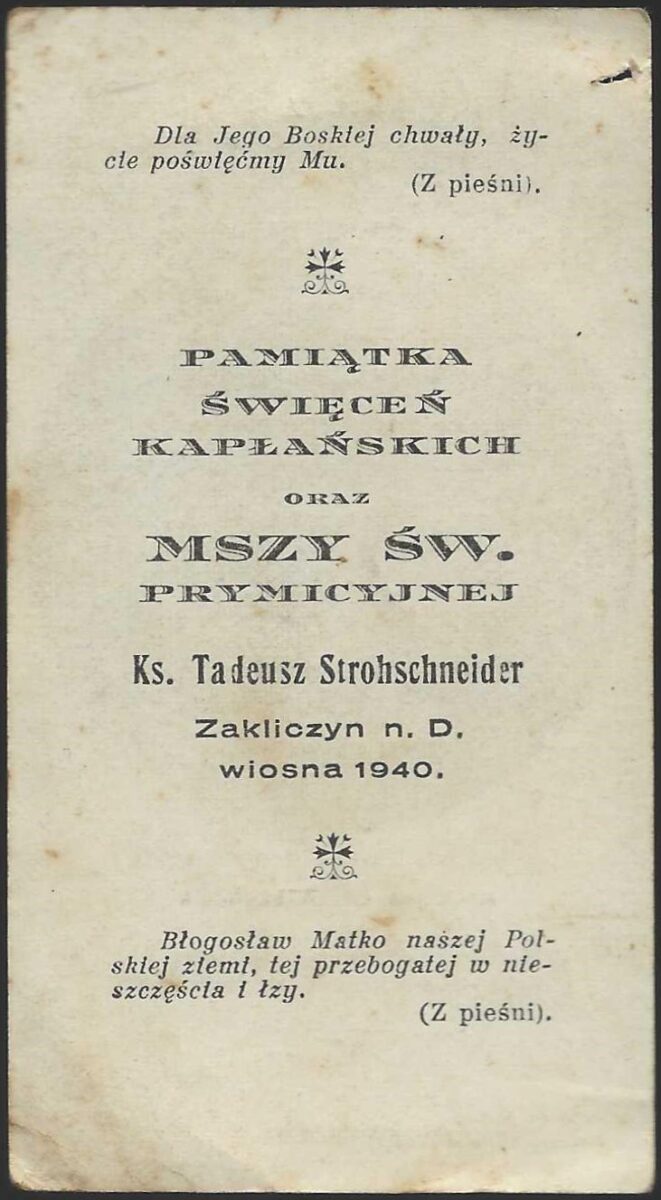 Dla Jego Boskiej chwały, ży-
cie poświęćmy Mu.
(Z pieśni).
PAMIĄTKA
ŚWIĘCEŃ
KAPŁAŃSKICH
ORAZ
MSZY ŚW.
PRYMICYJNEJ
Ks. Tadeusz Strohschneider
Zakliczyn n. D.
wiosna 1940.
Błogosław Matko naszej Pol-
skiej ziemi, tej przebogatej w nie-
szczęścia i łzy.
(Z pieśni).